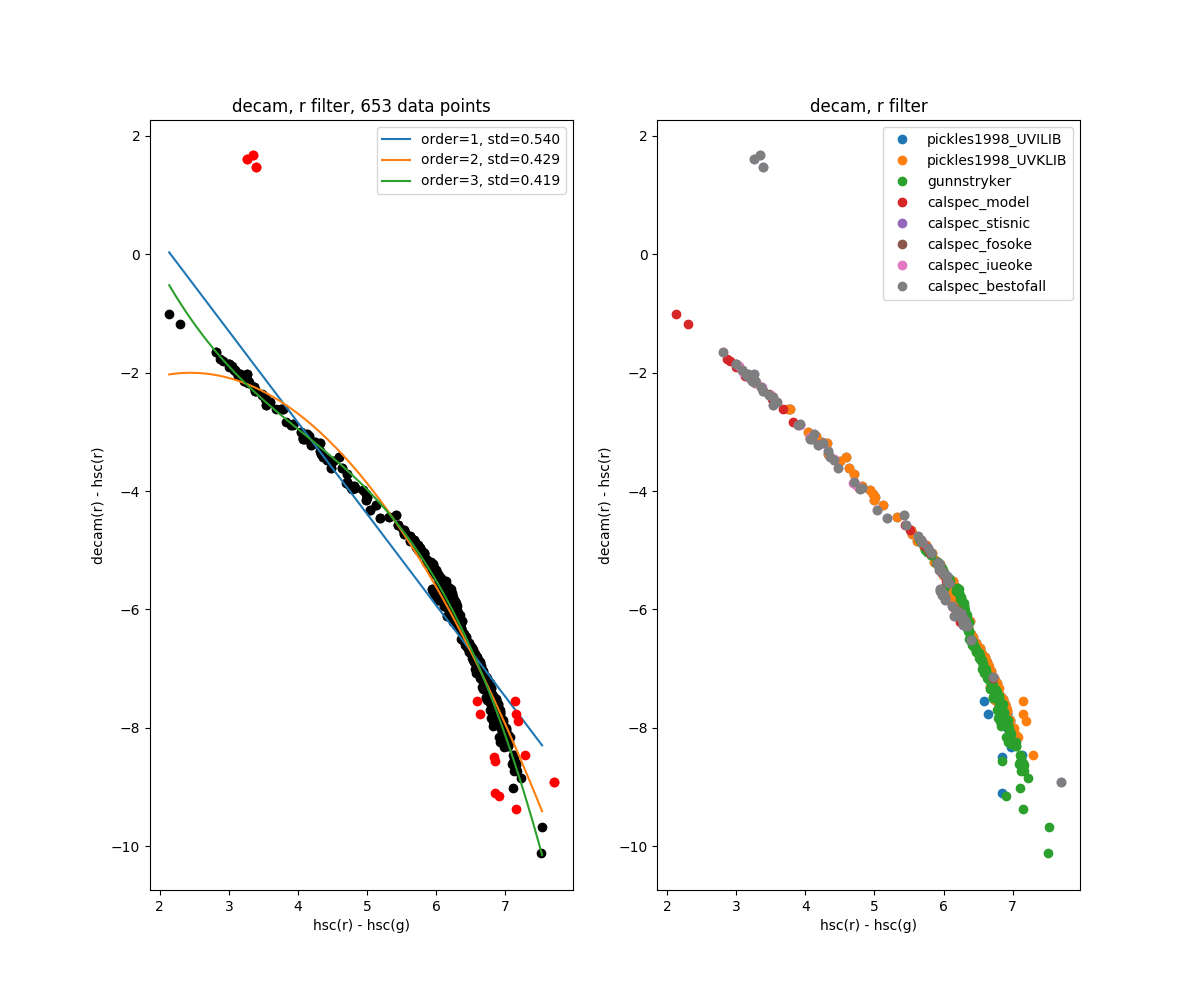 decam, r filter, 653 data points
order=1, std=0.540
order=2, std=0.429
order=3, std=0.419
2
0
−2
−4
−6
−8
−10
decam(r) - hsc(r)
2
3
4
5
6
7
hsc(r) - hsc(g)
decam, r filter
pickles1998_UVILIB
pickles1998_UVKLIB
gunnstryker
calspec_model
calspec_stisnic
calspec_fosoke
calspec_iueoke
calspec_bestofall
2
0
−2
−4
−6
−8
−10
decam(r) - hsc(r)
2
3
4
5
6
7
hsc(r) - hsc(g)